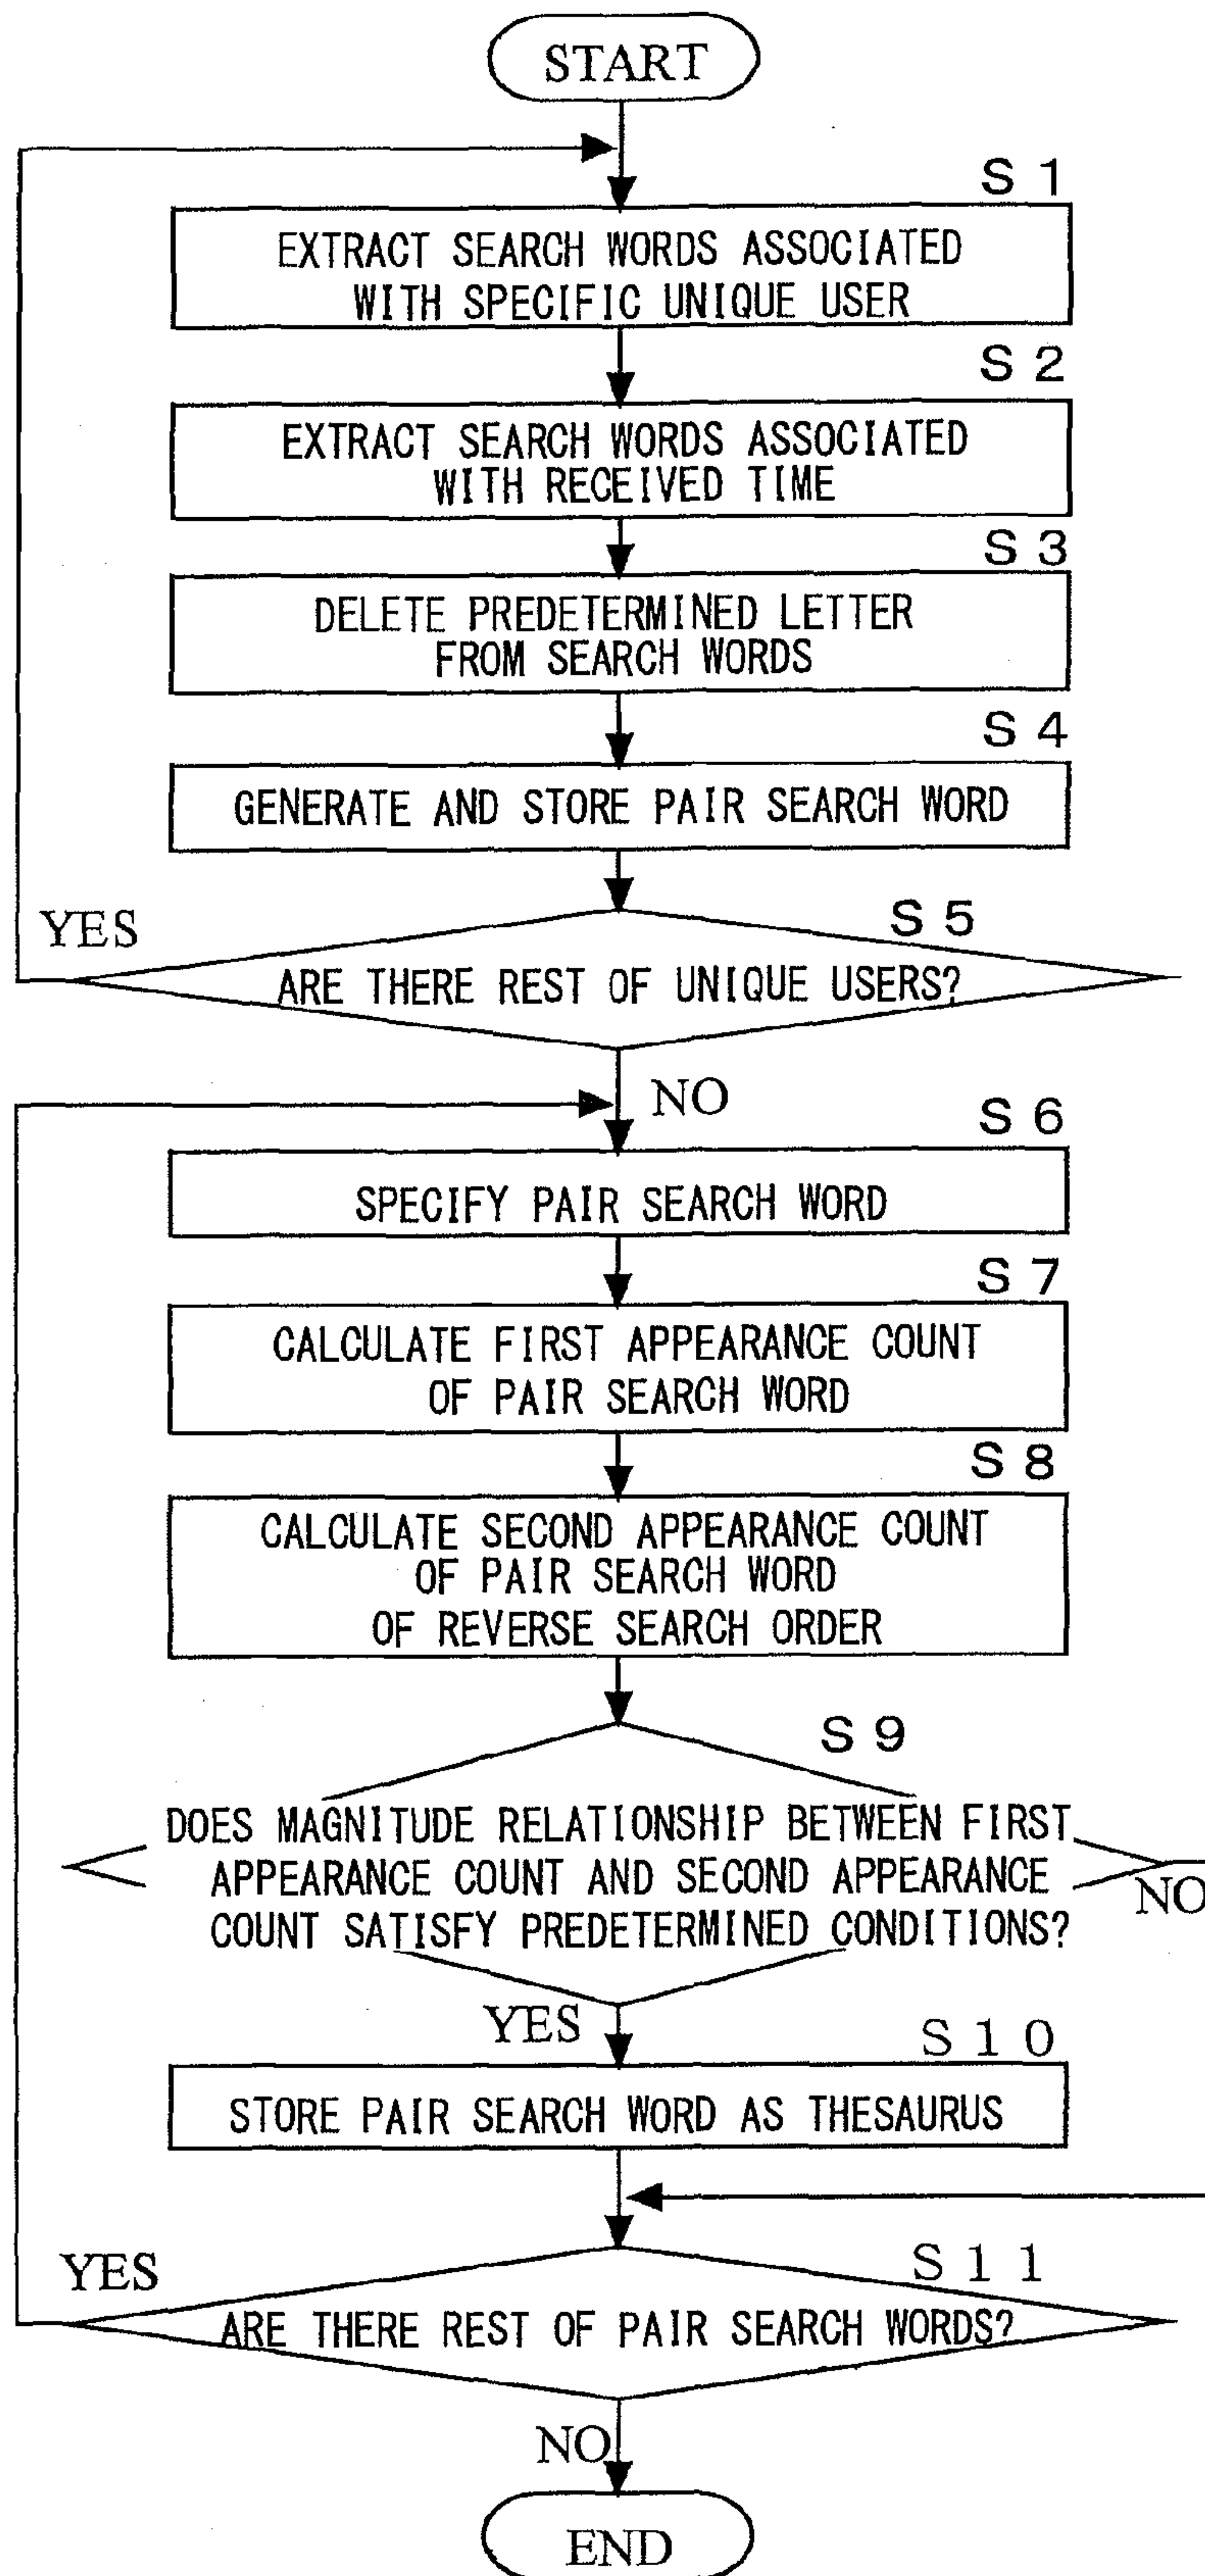 START
S 1
EXTRACT SEARCH WORDS ASSOCIATED
WITH SPECIFIC UNIQUE USER
S 2
EXTRACT SEARCH WORDS ASSOCIATED
WITH RECEIVED TIME
S 3
DELETE PREDETERMINED LETTER
FROM SEARCH WORDS
S 4
GENERATE AND STORE PAIR SEARCH WORD
YES
S 5
ARE THERE REST OF UNIQUE USERS?
NO
S 6
SPECIFY PAIR SEARCH WORD
S 7
CALCULATE FIRST APPEARANCE COUNT
OF PAIR SEARCH WORD
S 8
CALCULATE SECOND APPEARANCE COUNT
OF PAIR SEARCH WORD
OF REVERSE SEARCH ORDER
S 9
DOES MAGNITUDE RELATIONSHIP BETWEEN FIRST
APPEARANCE COUNT AND SECOND APPEARANCE
COUNT SATISFY PREDETERMINED CONDITIONS?
NO
YES
S 1 0
STORE PAIR SEARCH WORD AS THESAURUS
YES
S 1 1
ARE THERE REST OF PAIR SEARCH WORDS?
NO
END